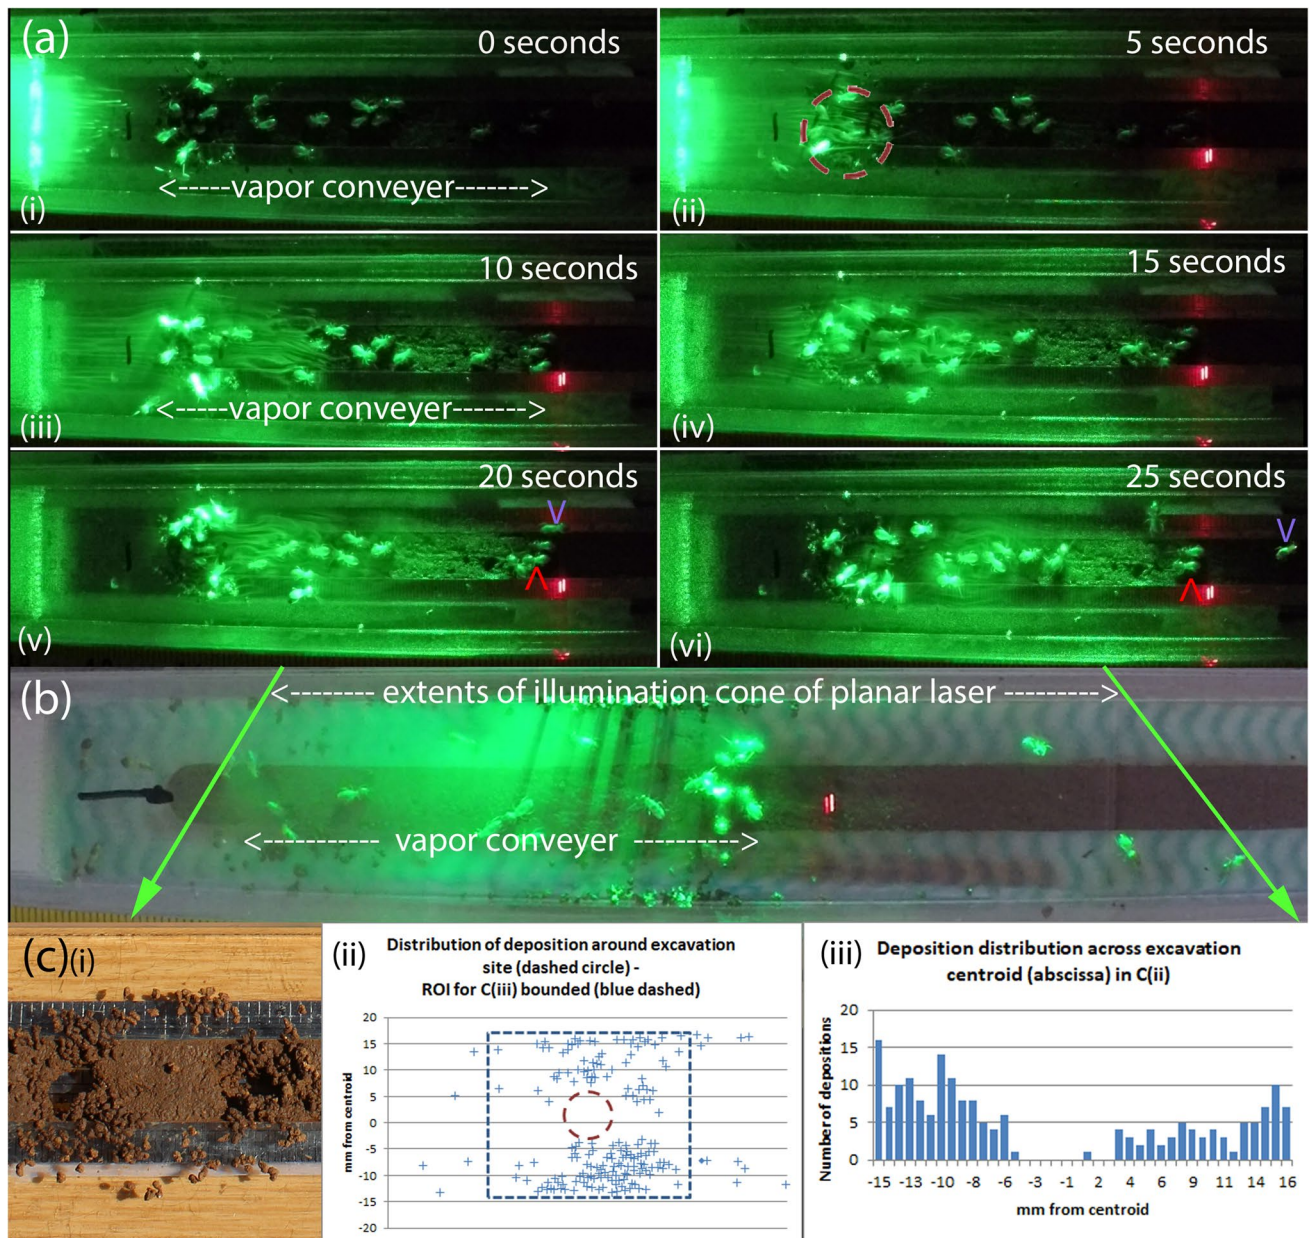 (a)
0 seconds
<-----vapor conveyer------->
(i)
5 seconds
(ii)
10 seconds
<-----vapor conveyer------->
(iii)
15 seconds
(iv)
20 seconds
V
Λ
(v)
25 seconds
V
Λ
(vi)
(b)
<-------- extents of illumination cone of planar laser -------->
<----------- vapor conveyer ---------->
(c)(i)
(ii)
Distribution of deposition around excavation
site (dashed circle) -
ROI for C(iii) bounded (blue dashed)
mm from centroid
20
15
10
5
0
-5
-10
-15
-20
(iii)
Deposition distribution across excavation
centroid (abscissa) in C(ii)
Number of depositions
20
15
10
5
0
-15 -13 -10 -8 -6 -3 -1 2 4 6 9 11 14 16
mm from centroid